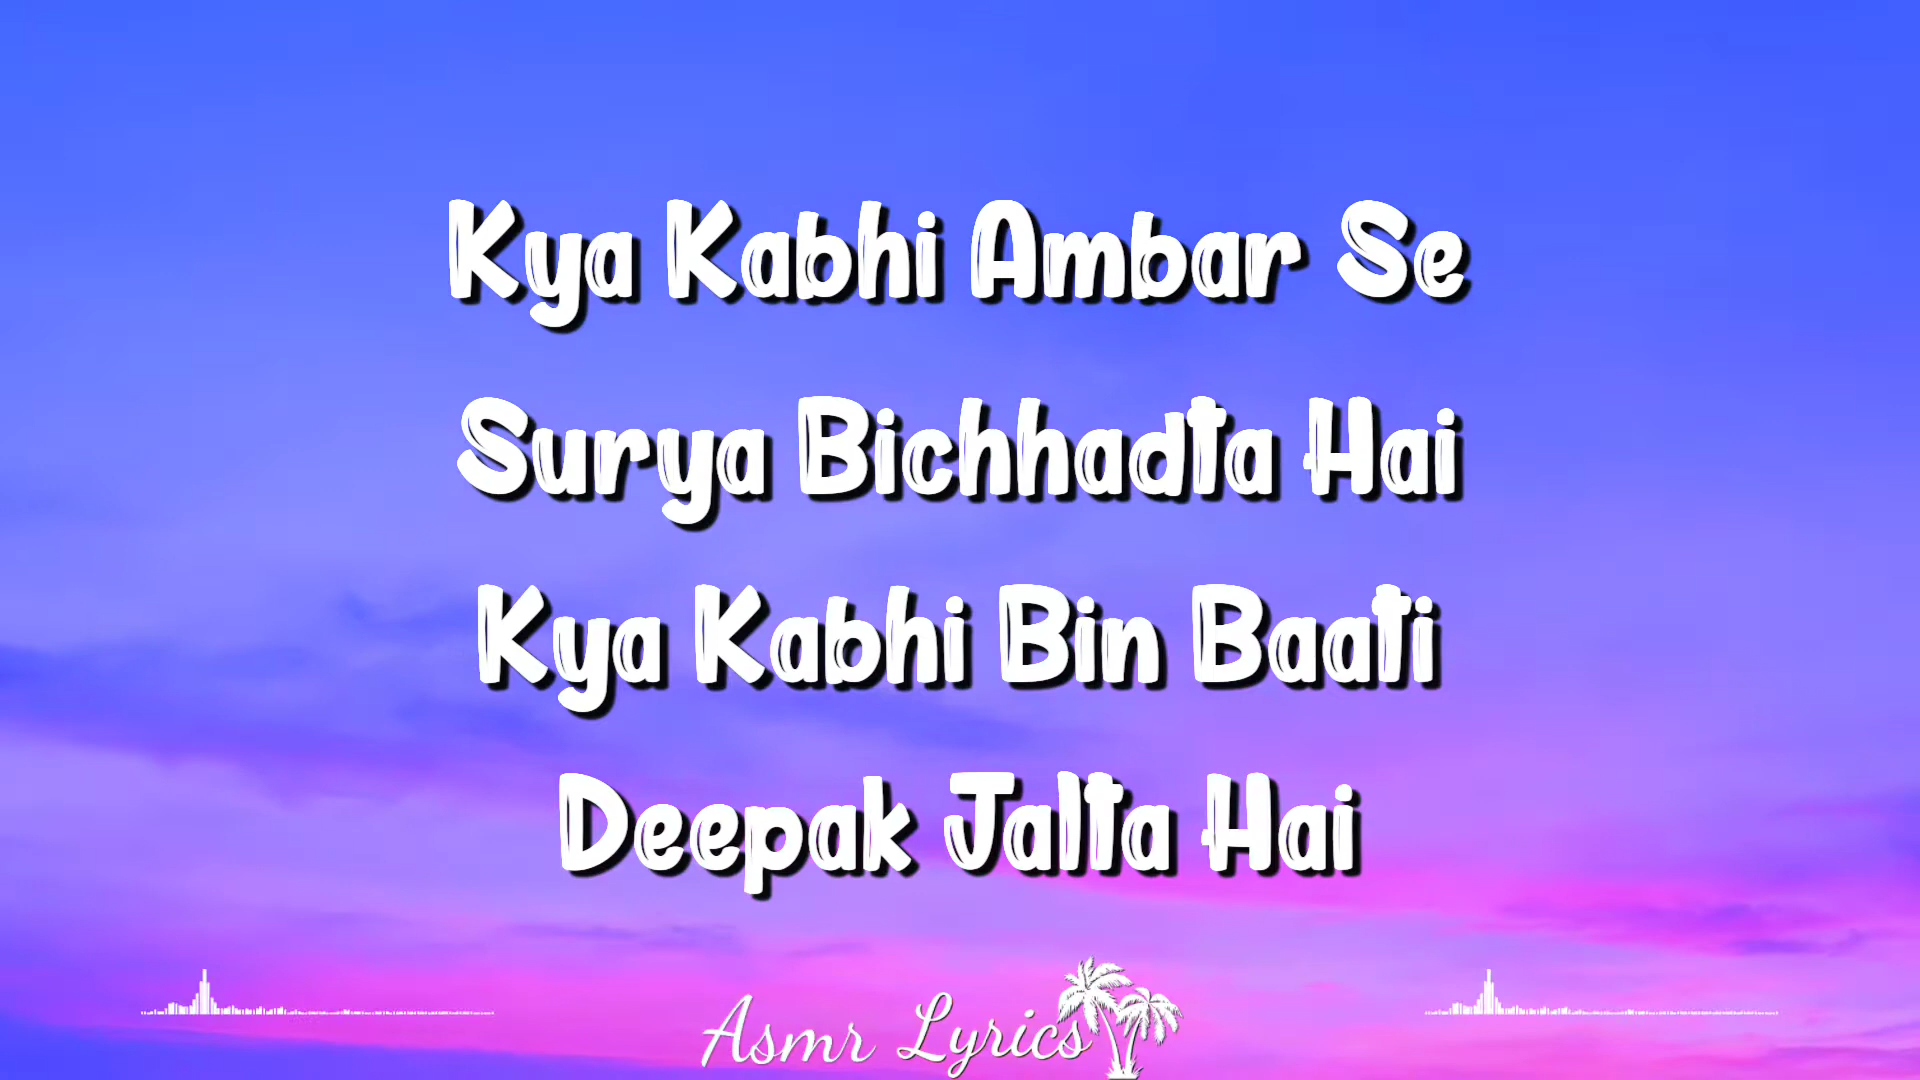 Kya Kabhi Ambar Se
Surya Bichhadta Hai
Kya Kabhi Bin Baati
Deepak Jalta Hai
Asmr Lyrics